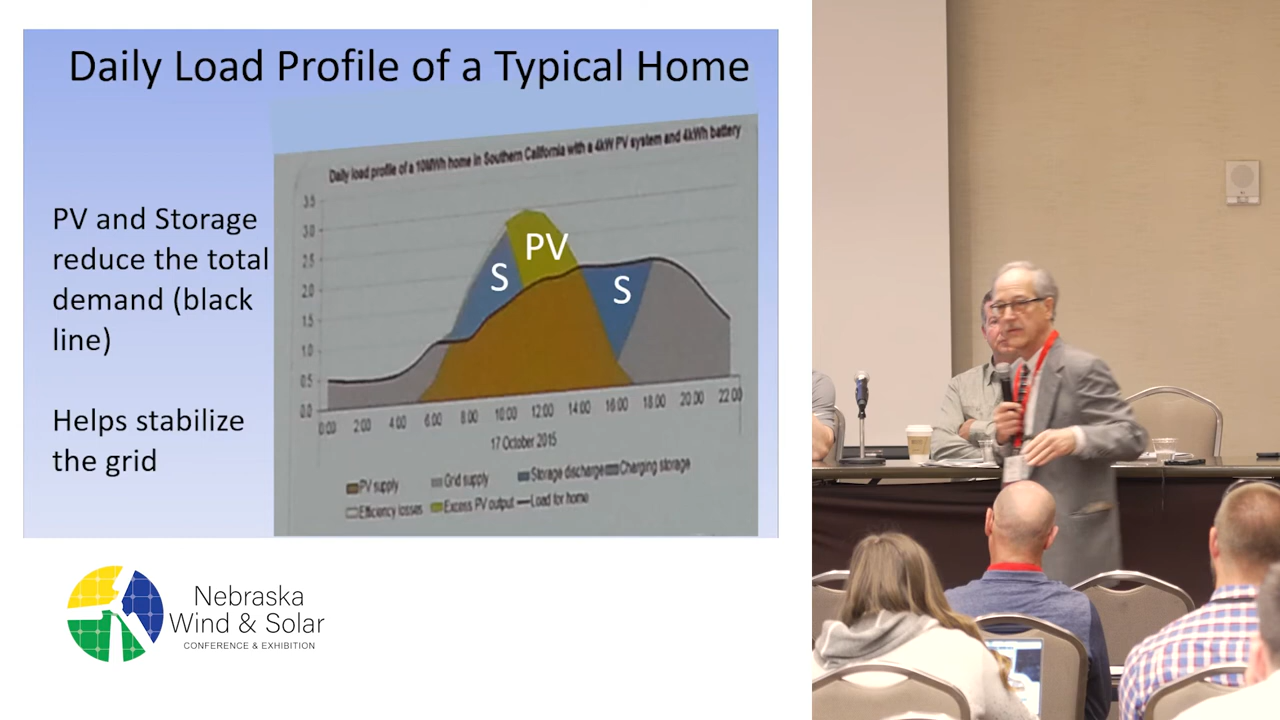 Daily Load Profile of a Typical Home
Daily load profile of a 10MWh home in Southern California with a 4kW PV system and 4kWh battery
PV and Storage
reduce the total
demand (black
line)
Helps stabilize
the grid
3.5
3.0
2.5
2.0
1.5
1.0
0.5
0.0
PV
S
S
0:00 2:00 4:00 6:00 8:00 10:00 12:00 14:00 16:00 18:00 20:00 22:00
17 October 2015
PV supply Grid supply Storage discharge Charging storage
Efficiency losses Excess PV output Load for home
Nebraska
Wind & Solar
CONFERENCE & EXHIBITION